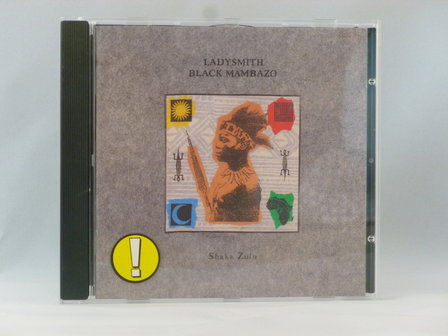 LADYSMITH
BLACK MAMBAZO
Shaka Zulu
!